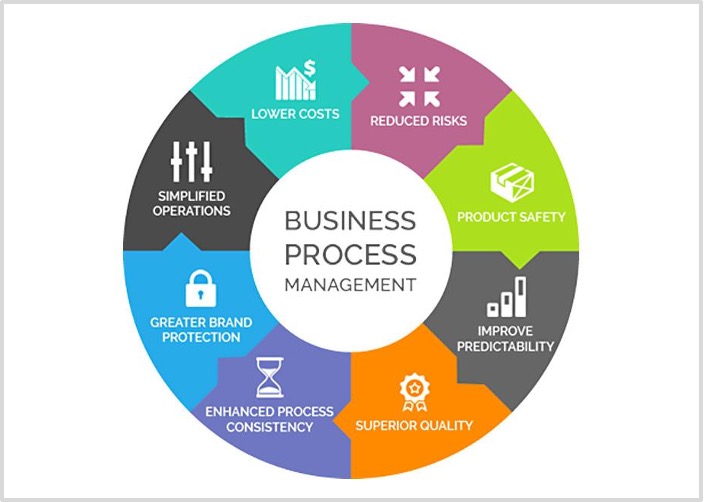 BUSINESS
PROCESS
MANAGEMENT
$
LOWER COSTS
REDUCED RISKS
PRODUCT SAFETY
IMPROVE
PREDICTABILITY
SUPERIOR QUALITY
ENHANCED PROCESS
CONSISTENCY
GREATER BRAND
PROTECTION
SIMPLIFIED
OPERATIONS